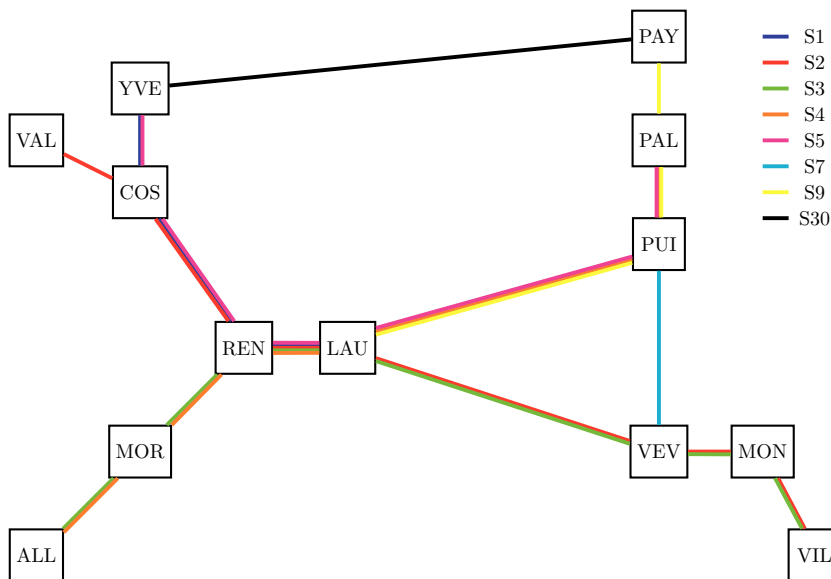 PAY
S1
YVE
S2
S3
VAL
S4
PAL
S5
S7
COS
S9
S30
PUI
REN
LAU
MOR
VEV
MON
ALL
VIL